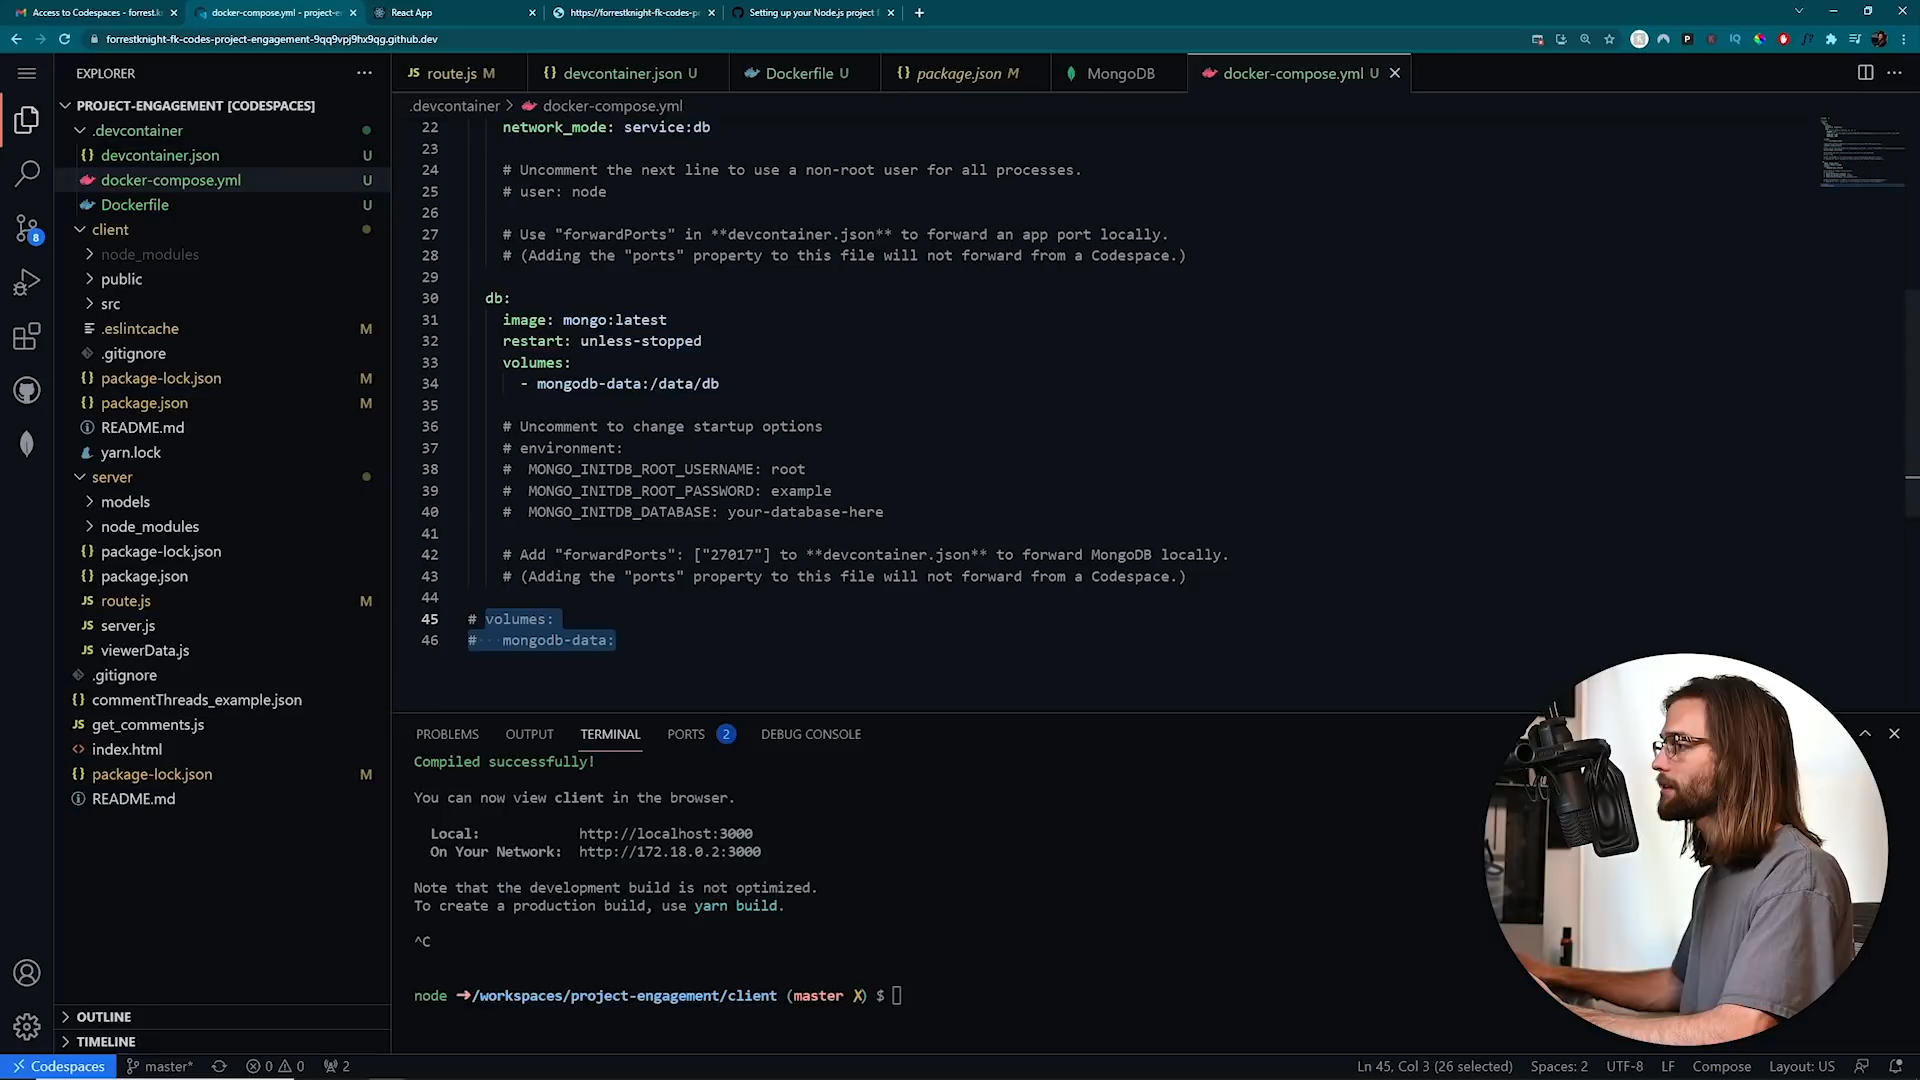 Access to Codespaces - forrest.k
docker-compose.yml - project-en
React App
https://forrestknight-fk-codes-p
Setting up your Node.js project f
forrestknight-fk-codes-project-engagement-9qq9vpj9hx9qg.github.dev
EXPLORER
PROJECT-ENGAGEMENT [CODESPACES]
.devcontainer
devcontainer.json U
docker-compose.yml U
Dockerfile U
client
node_modules
public
src
.eslintcache M
.gitignore
package-lock.json M
package.json M
README.md
yarn.lock
server
models
node_modules
package-lock.json
package.json
route.js M
server.js
viewerData.js
.gitignore
commentThreads_example.json
get_comments.js
index.html
package-lock.json M
README.md
OUTLINE
TIMELINE
8
route.js M
devcontainer.json U
Dockerfile U
package.json M
MongoDB
docker-compose.yml U
.devcontainer > docker-compose.yml
22 network_mode: service:db
23
24 # Uncomment the next line to use a non-root user for all processes.
25 # user: node
26
27 # Use "forwardPorts" in **devcontainer.json** to forward an app port locally.
28 # (Adding the "ports" property to this file will not forward from a Codespace.)
29
30 db:
31 image: mongo:latest
32 restart: unless-stopped
33 volumes:
34 - mongodb-data:/data/db
35
36 # Uncomment to change startup options
37 # environment:
38 # MONGO_INITDB_ROOT_USERNAME: root
39 # MONGO_INITDB_ROOT_PASSWORD: example
40 # MONGO_INITDB_DATABASE: your-database-here
41
42 # Add "forwardPorts": ["27017"] to **devcontainer.json** to forward MongoDB locally.
43 # (Adding the "ports" property to this file will not forward from a Codespace.)
44
45 # volumes:
46 # mongodb-data:
PROBLEMS OUTPUT TERMINAL PORTS 2 DEBUG CONSOLE
Compiled successfully!
You can now view client in the browser.
Local: http://localhost:3000
On Your Network: http://172.18.0.2:3000
Note that the development build is not optimized.
To create a production build, use yarn build.
^C
node ➜/workspaces/project-engagement/client (master X) $
Codespaces master* 0 0 2
Ln 45, Col 3 (26 selected) Spaces: 2 UTF-8 LF Compose Layout: US